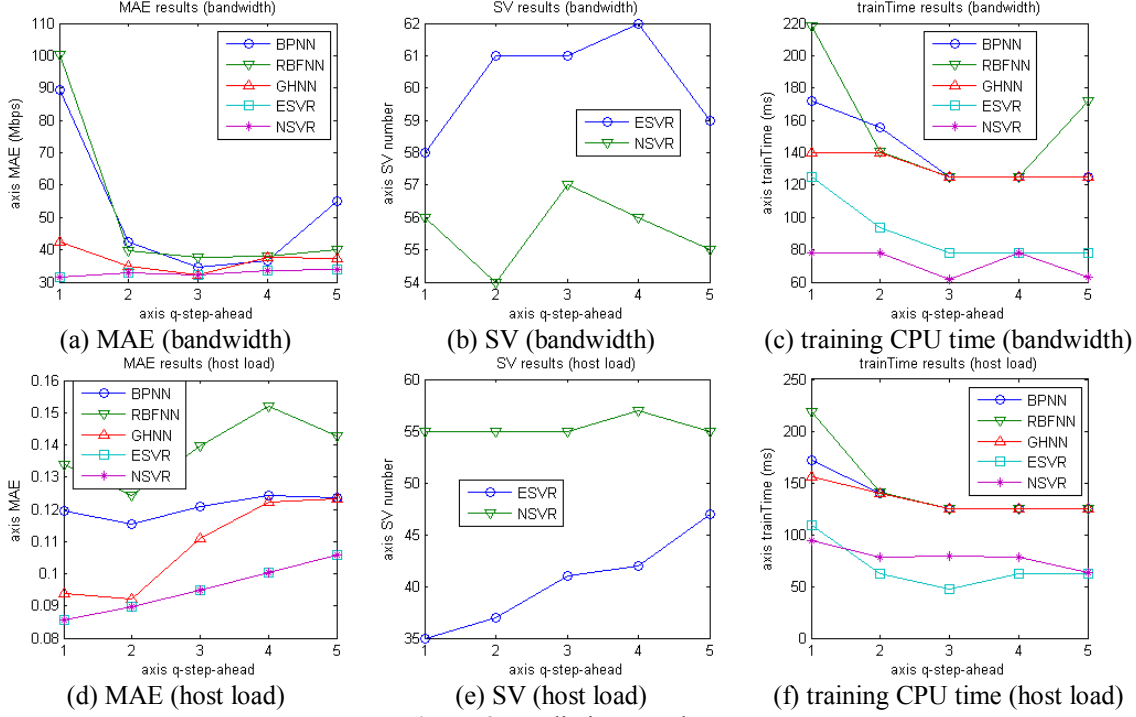 MAE results (bandwidth)
axis MAE (Mbps)
110
100
90
80
70
60
50
40
30
1 2 3 4 5
axis q-step-ahead
BPNN
RBFNN
GHNN
ESVR
NSVR
(a) MAE (bandwidth)
SV results (bandwidth)
axis SV number
62
61
60
59
58
57
56
55
54
1 2 3 4 5
axis q-step-ahead
ESVR
NSVR
(b) SV (bandwidth)
trainTime results (bandwidth)
axis trainTime (ms)
220
200
180
160
140
120
100
80
60
1 2 3 4 5
axis q-step-ahead
BPNN
RBFNN
GHNN
ESVR
NSVR
(c) training CPU time (bandwidth)
MAE results (host load)
axis MAE
0.16
0.15
0.14
0.13
0.12
0.11
0.1
0.09
0.08
1 2 3 4 5
axis q-step-ahead
BPNN
RBFNN
GHNN
ESVR
NSVR
(d) MAE (host load)
SV results (host load)
axis SV number
60
55
50
45
40
35
1 2 3 4 5
axis q-step-ahead
ESVR
NSVR
(e) SV (host load)
trainTime results (host load)
axis trainTime (ms)
250
200
150
100
50
0
1 2 3 4 5
axis q-step-ahead
BPNN
RBFNN
GHNN
ESVR
NSVR
(f) training CPU time (host load)